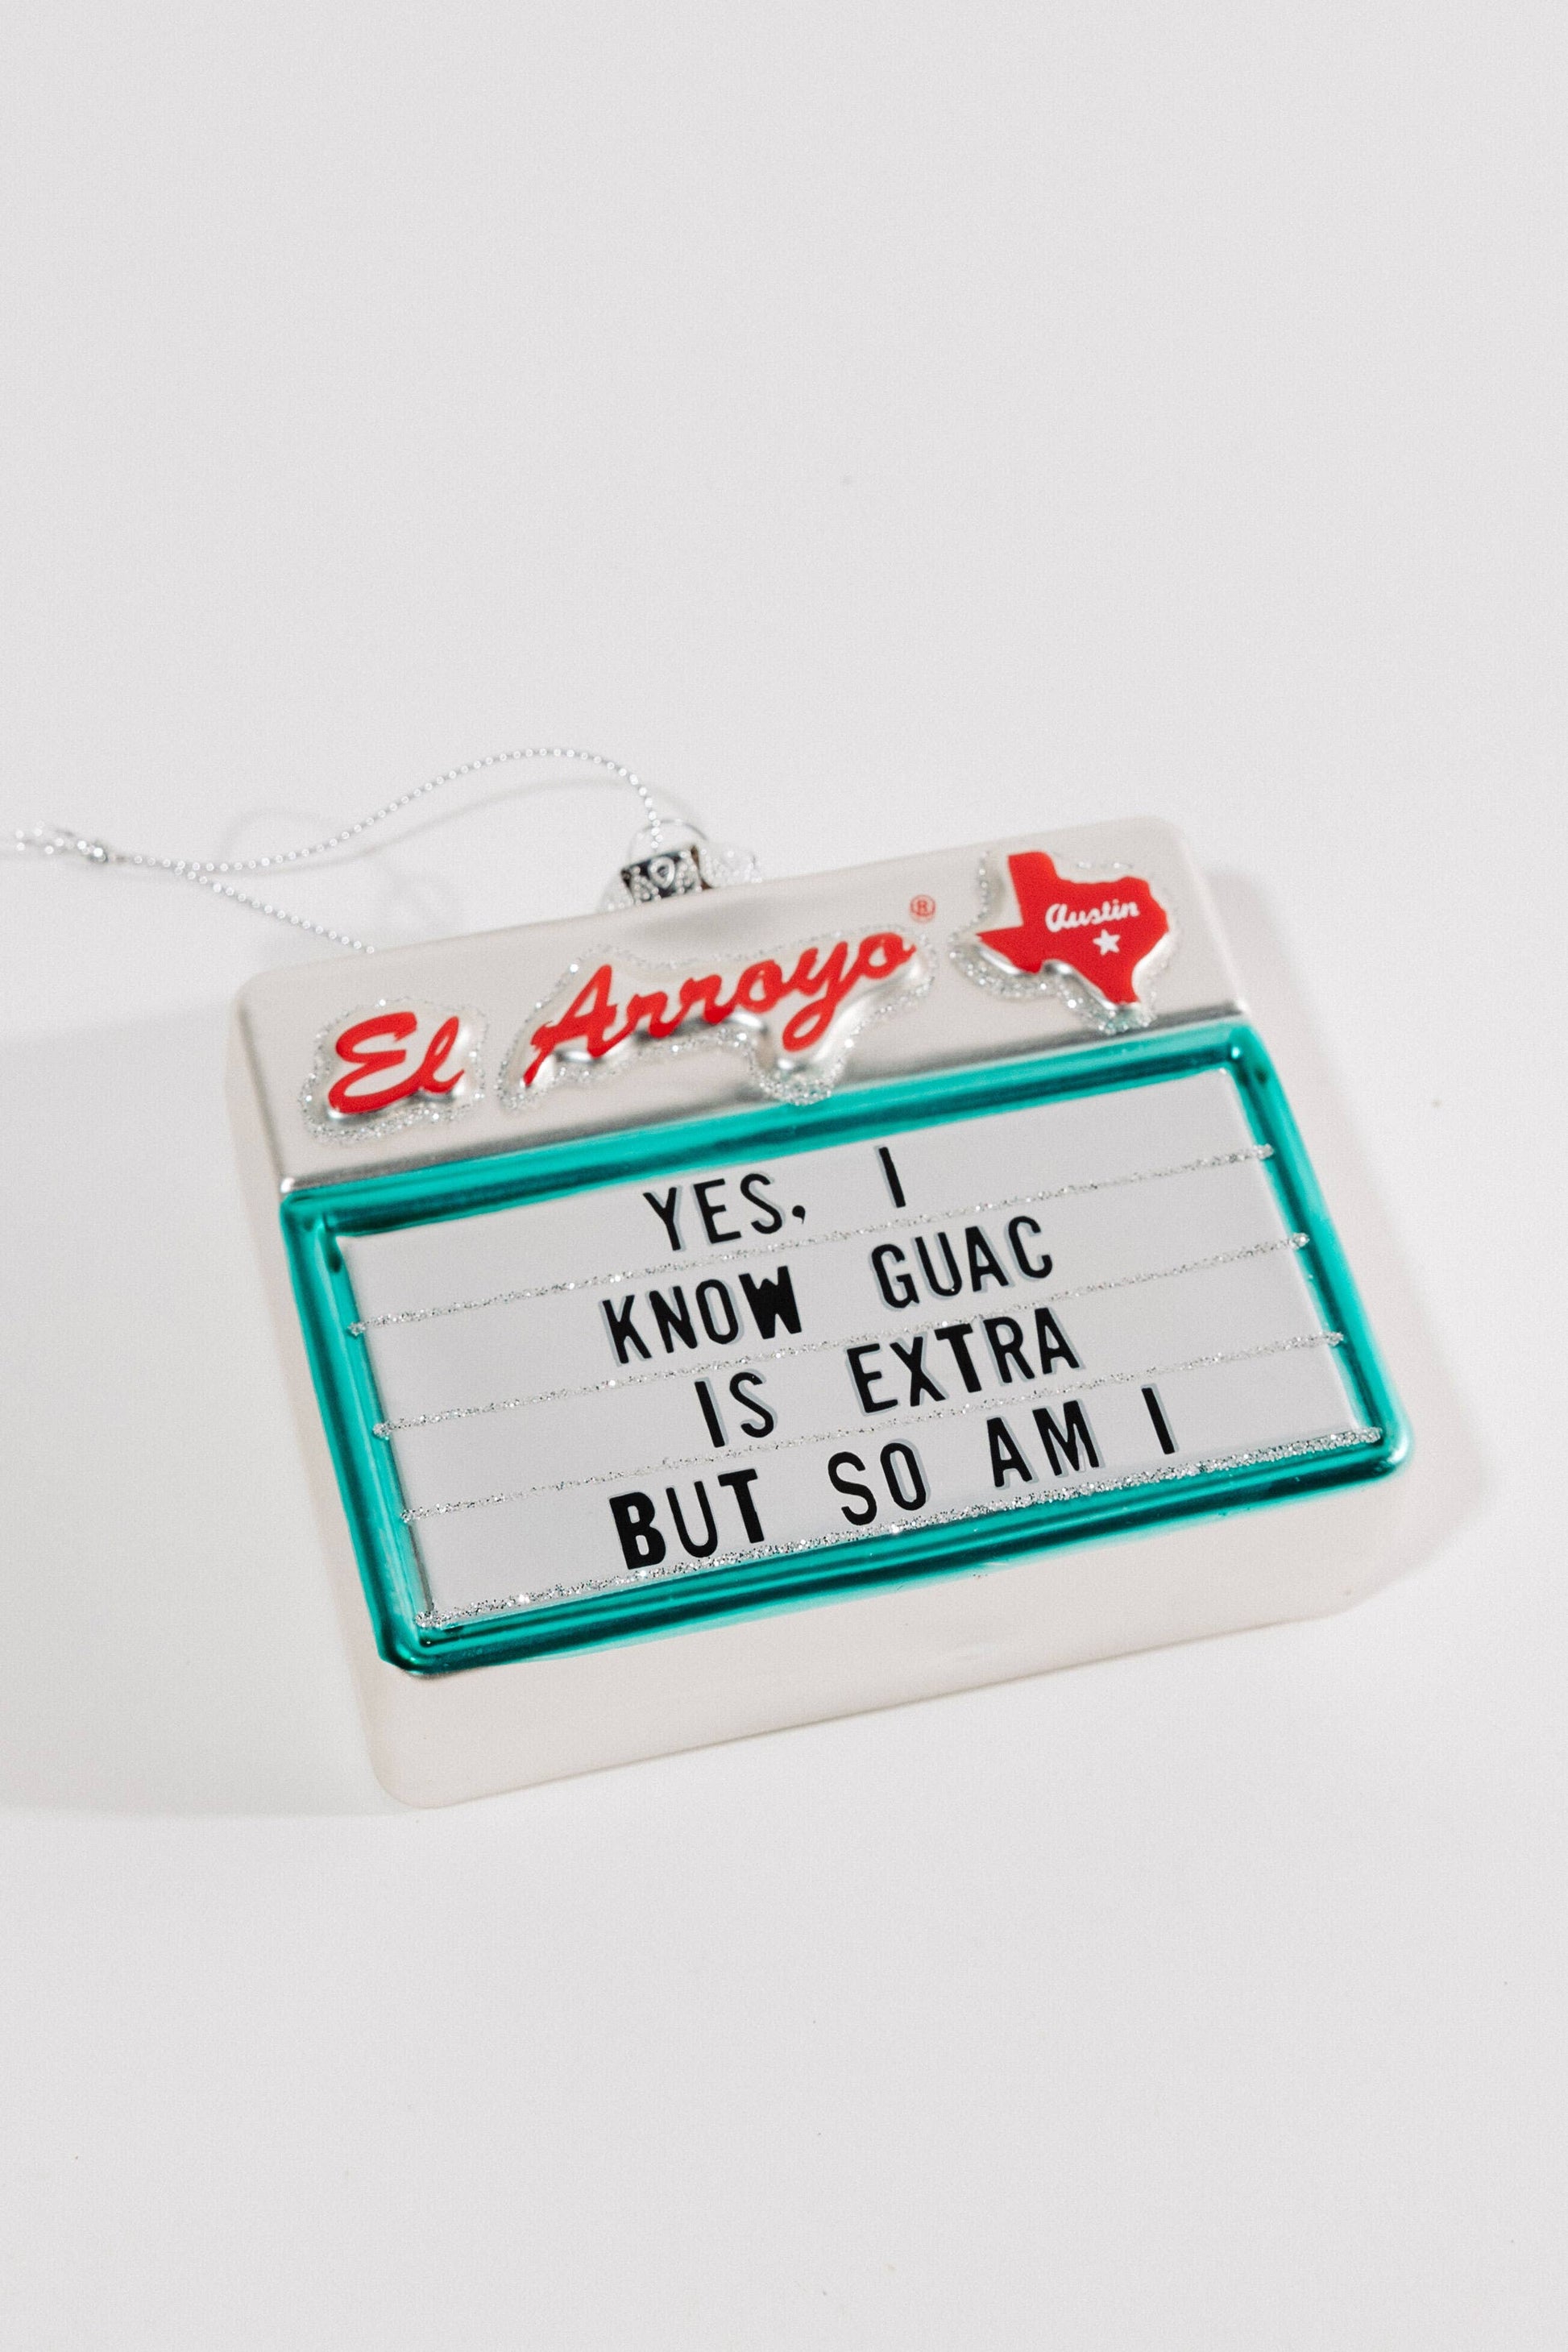 El Arroyo®
Austin
YES, I
KNOW GUAC
IS EXTRA
BUT SO AM I